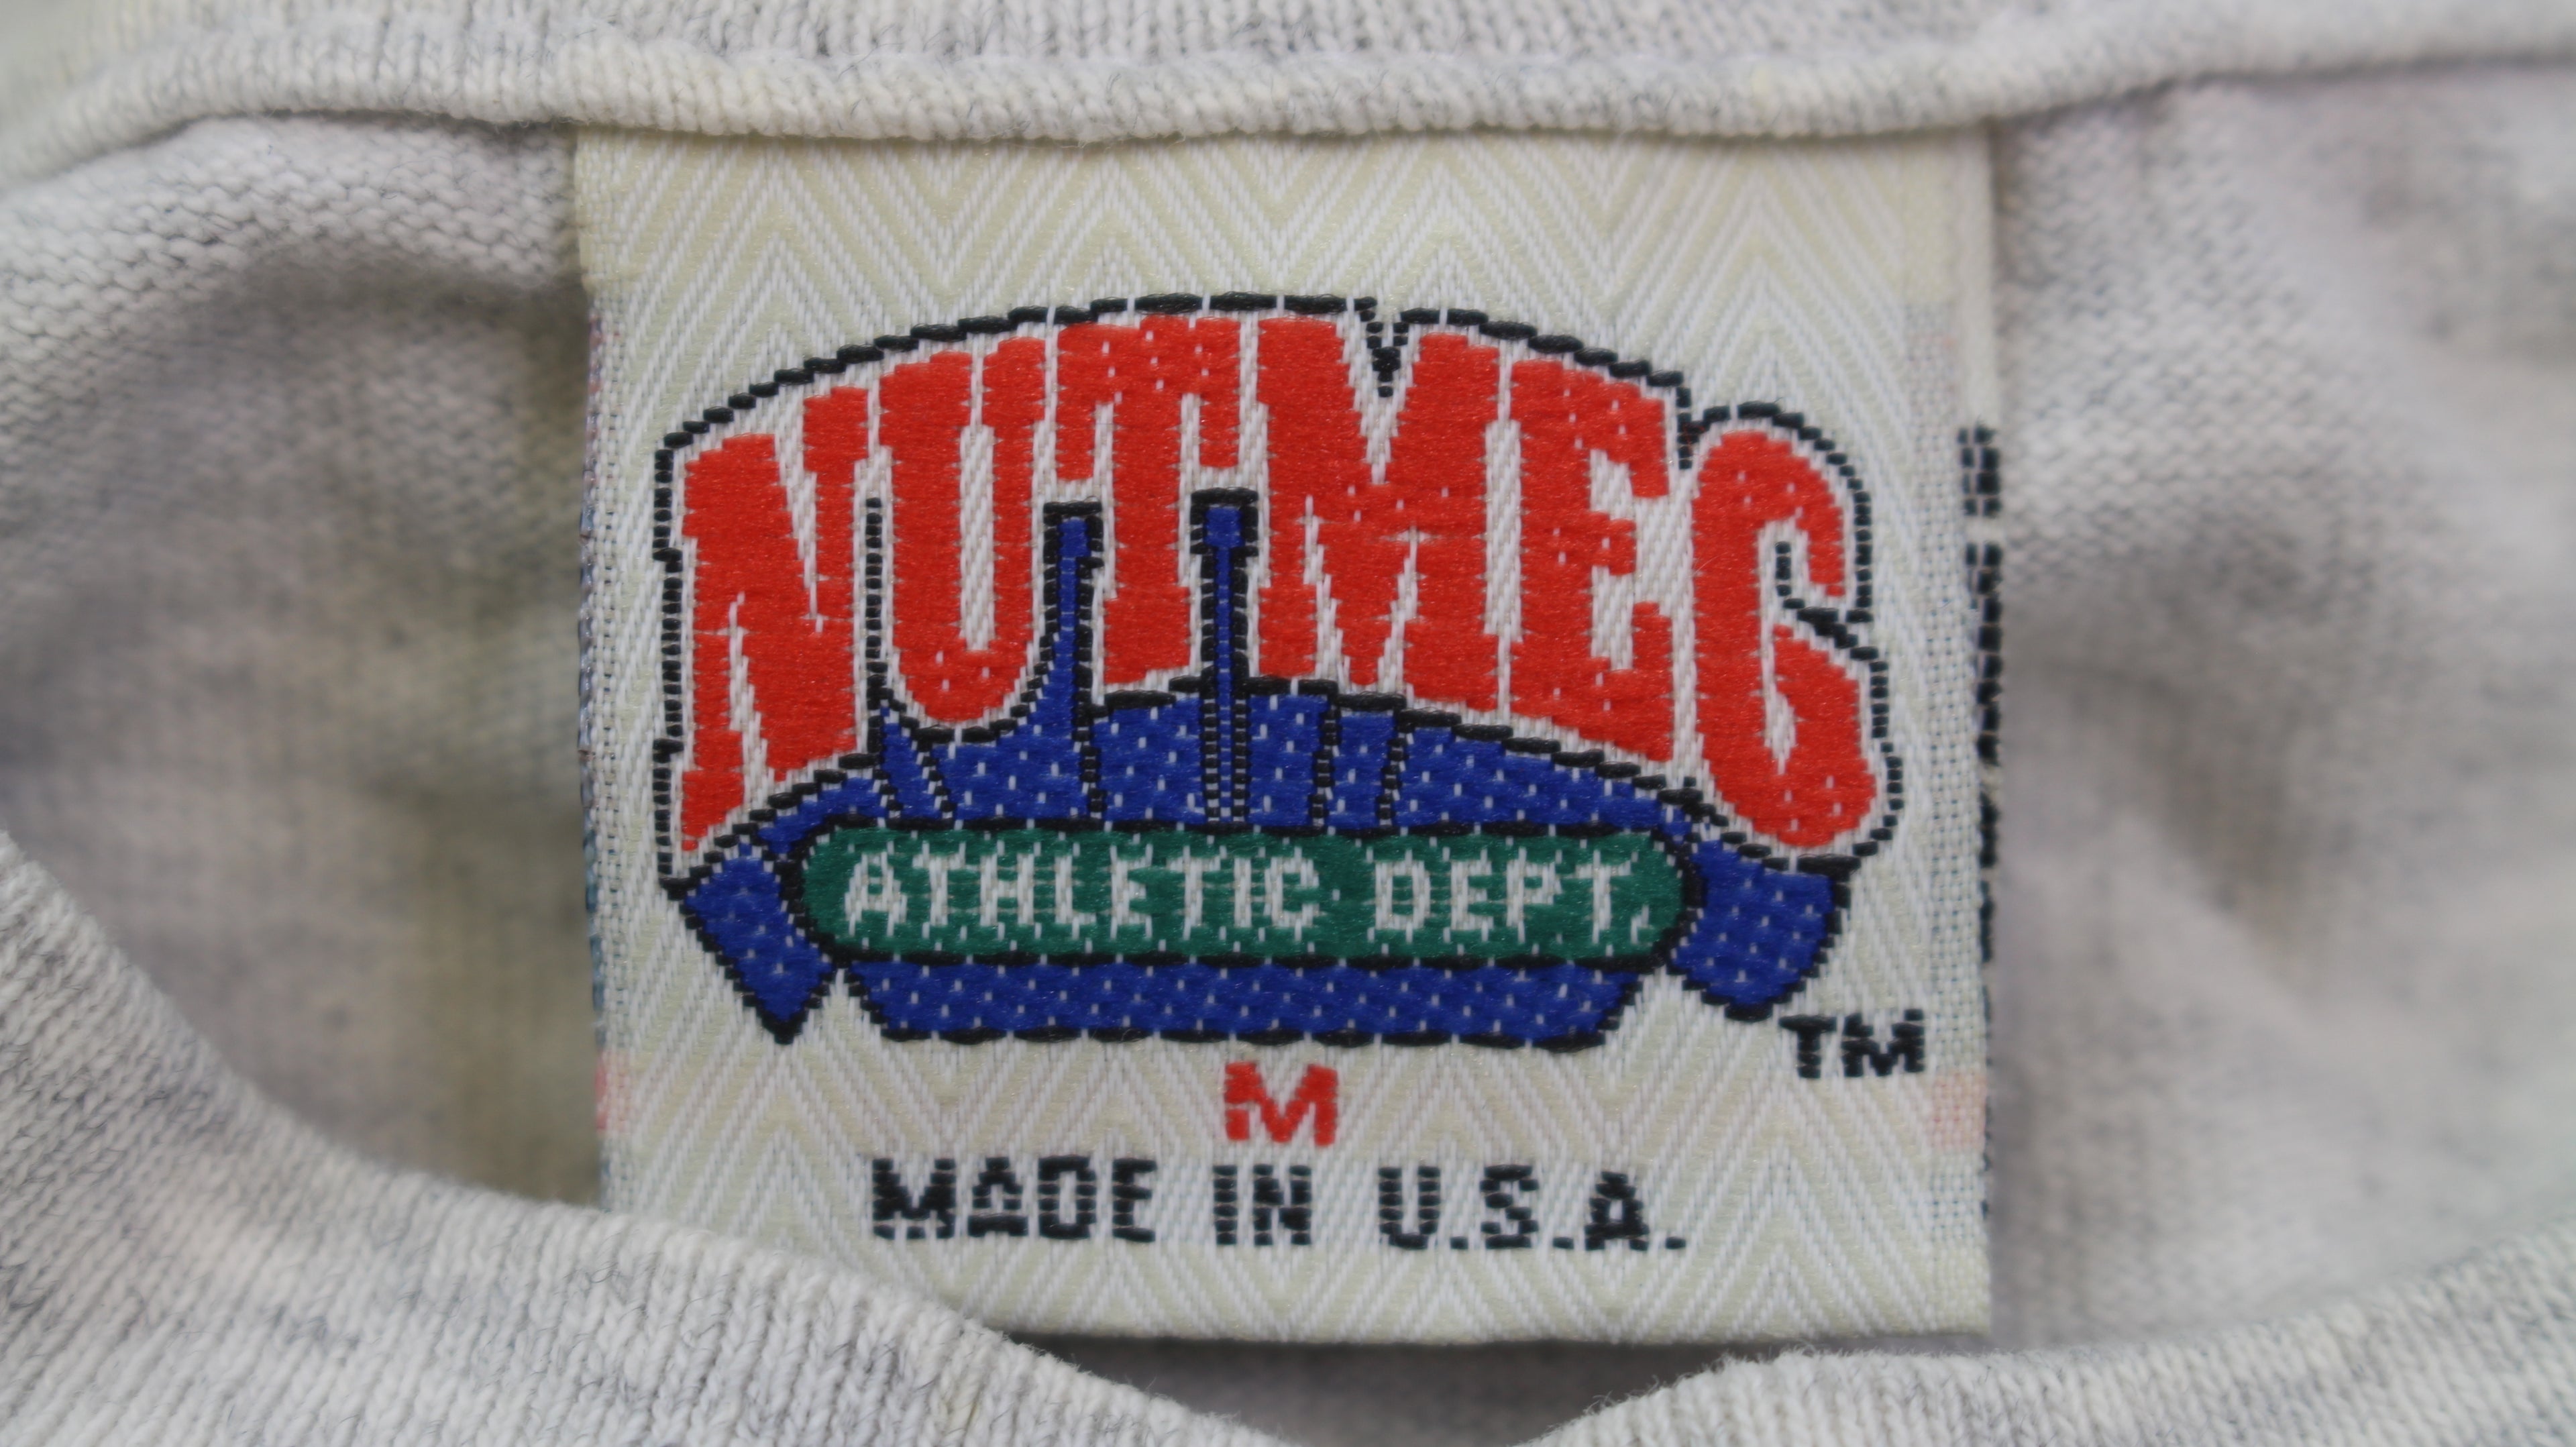 NUTMEG
ATHLETIC DEPT.
TM
M
MADE IN U.S.A.